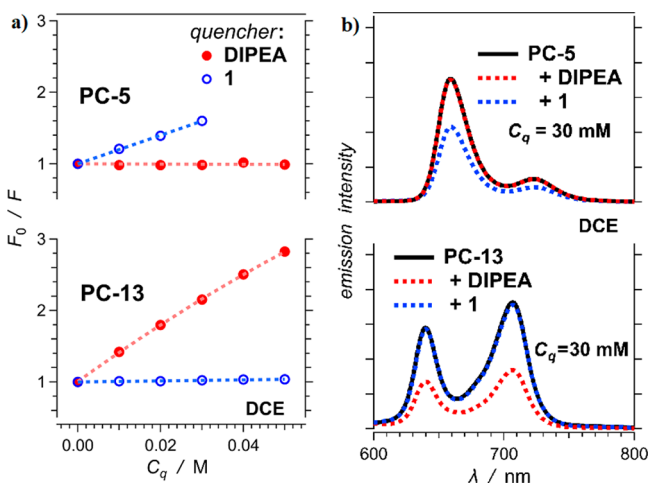 a)
quencher:
DIPEA
1
PC-5
4
3
2
1
PC-13
3
2
1
DCE
F0 / F
0.00 0.02 0.04
Cq / M
b)
PC-5
+ DIPEA
+ 1
Cq = 30 mM
DCE
PC-13
+ DIPEA
+ 1
Cq=30 mM
emission intensity
600 700 800
λ / nm